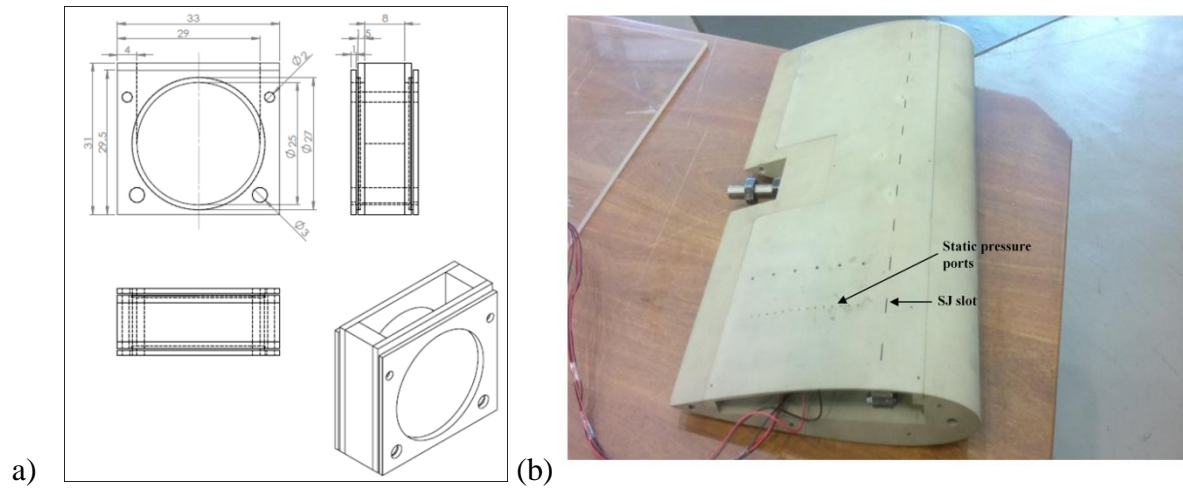 33
29
4
8
.5
1
Ø2
31
29.5
Ø25
Ø27
Ø3
Static pressure
ports
SJ slot
a)
(b)